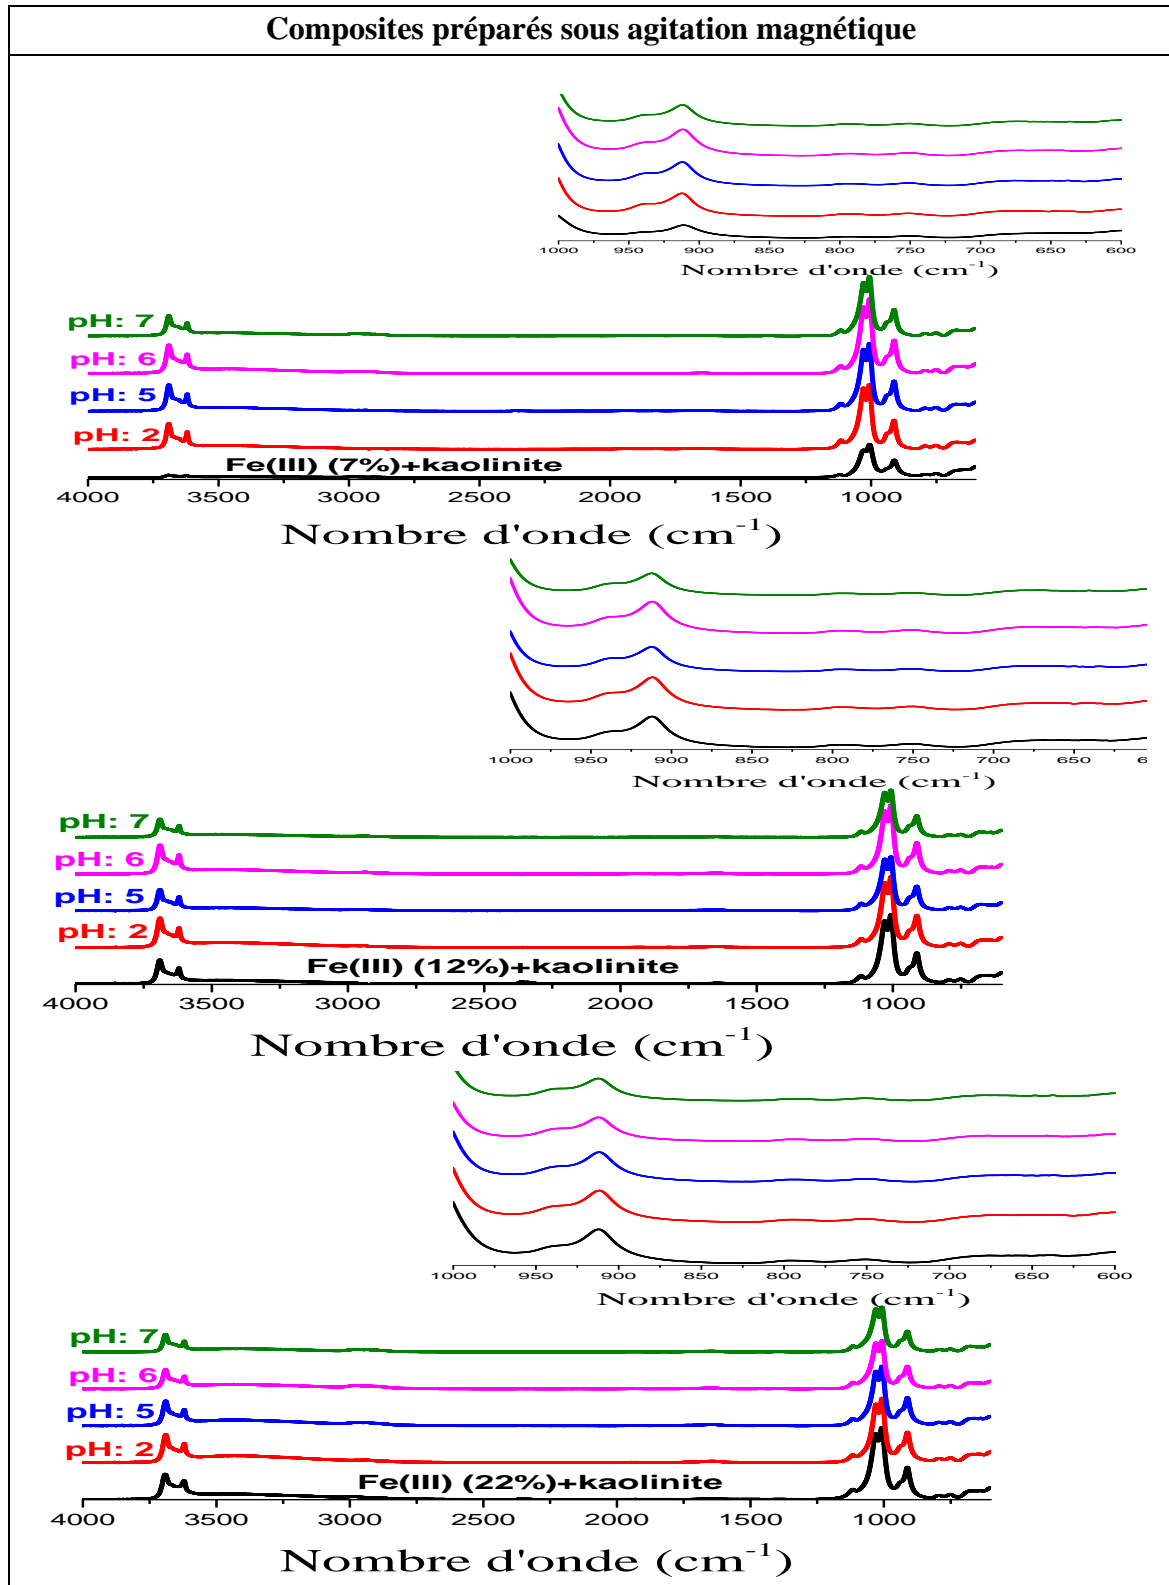 Composites préparés sous agitation magnétique
1000 950 900 850 800 750 700 650 600
Nombre d'onde (cm⁻¹)
pH: 7
pH: 6
pH: 5
pH: 2
Fe(III) (7%)+kaolinite
4000 3500 3000 2500 2000 1500 1000
Nombre d'onde (cm⁻¹)
1000 950 900 850 800 750 700 650 6
Nombre d'onde (cm⁻¹)
pH: 7
pH: 6
pH: 5
pH: 2
Fe(III) (12%)+kaolinite
4000 3500 3000 2500 2000 1500 1000
Nombre d'onde (cm⁻¹)
1000 950 900 850 800 750 700 650 600
Nombre d'onde (cm⁻¹)
pH: 7
pH: 6
pH: 5
pH: 2
Fe(III) (22%)+kaolinite
4000 3500 3000 2500 2000 1500 1000
Nombre d'onde (cm⁻¹)